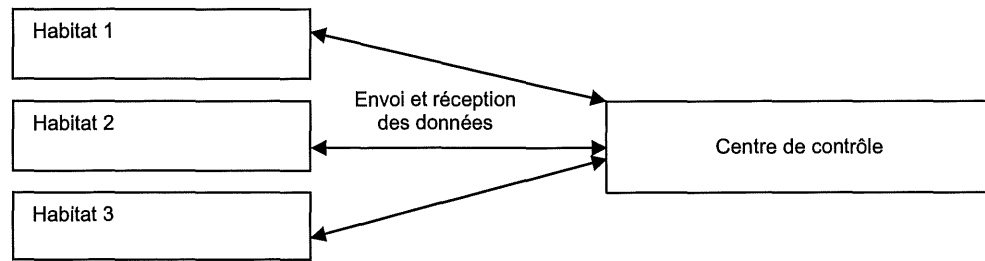 Habitat 1
Habitat 2
Habitat 3
Envoi et réception
des données
Centre de contrôle